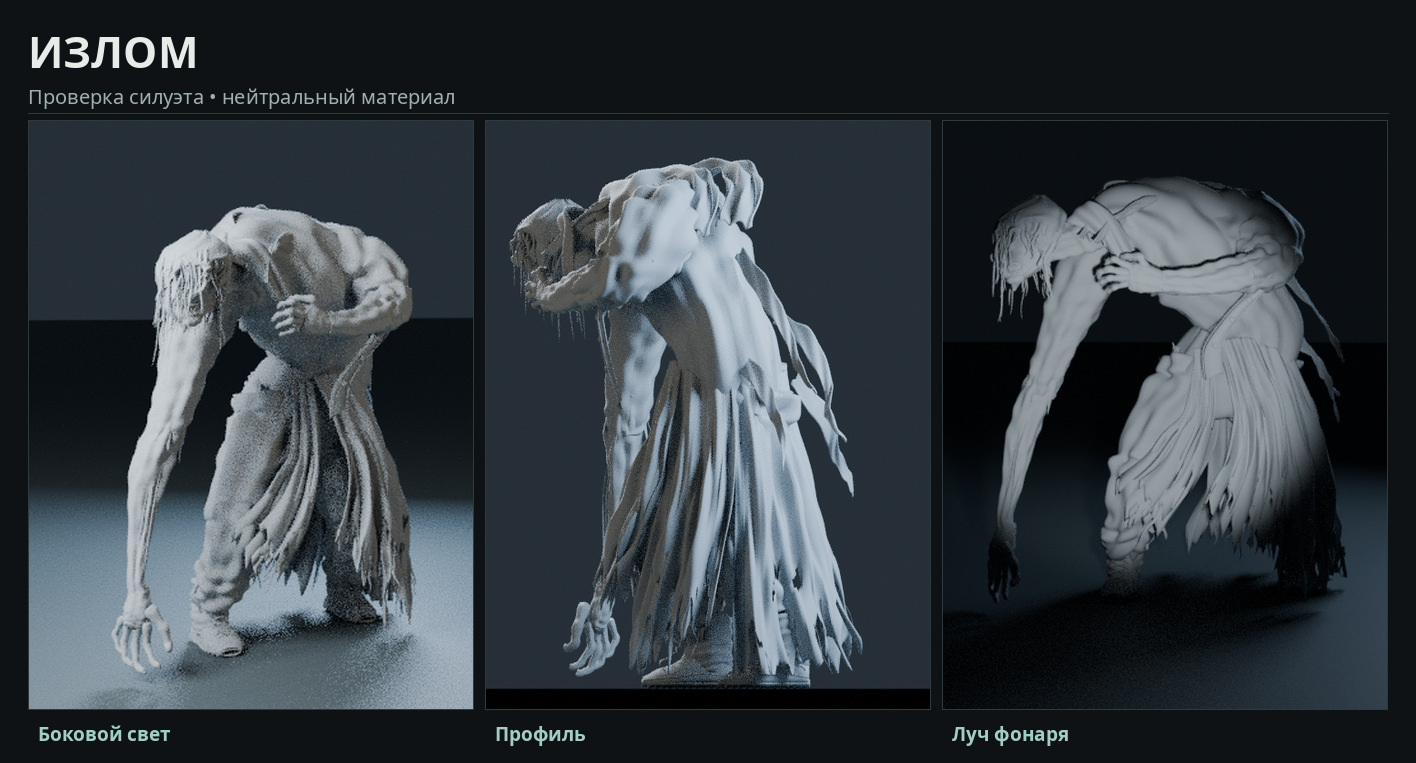 ИЗЛОМ
Проверка силуэта • нейтральный материал
Боковой свет
Профиль
Луч фонаря